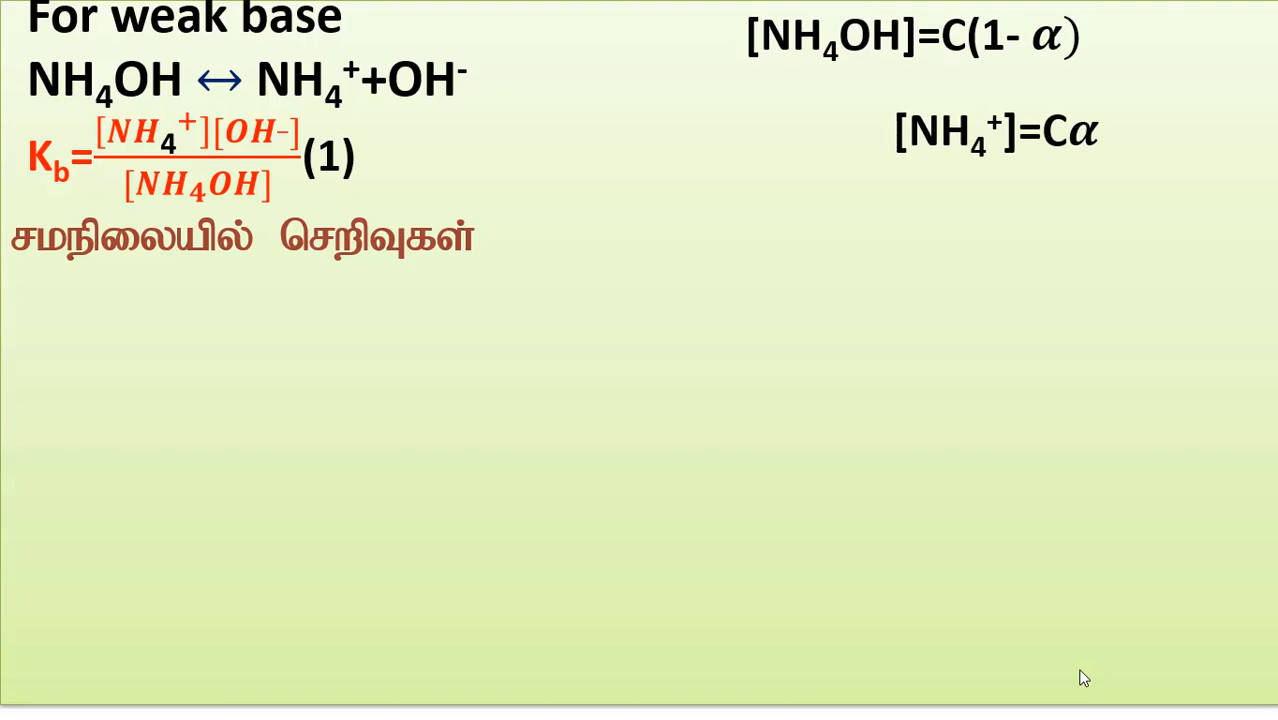 For weak base
NH₄OH ↔ NH₄⁺+OH⁻
K_b=[NH₄⁺][OH⁻]/[NH₄OH](1)
சமநிலையில் செறிவுகள்
[NH₄OH]=C(1- α)
[NH₄⁺]=Cα